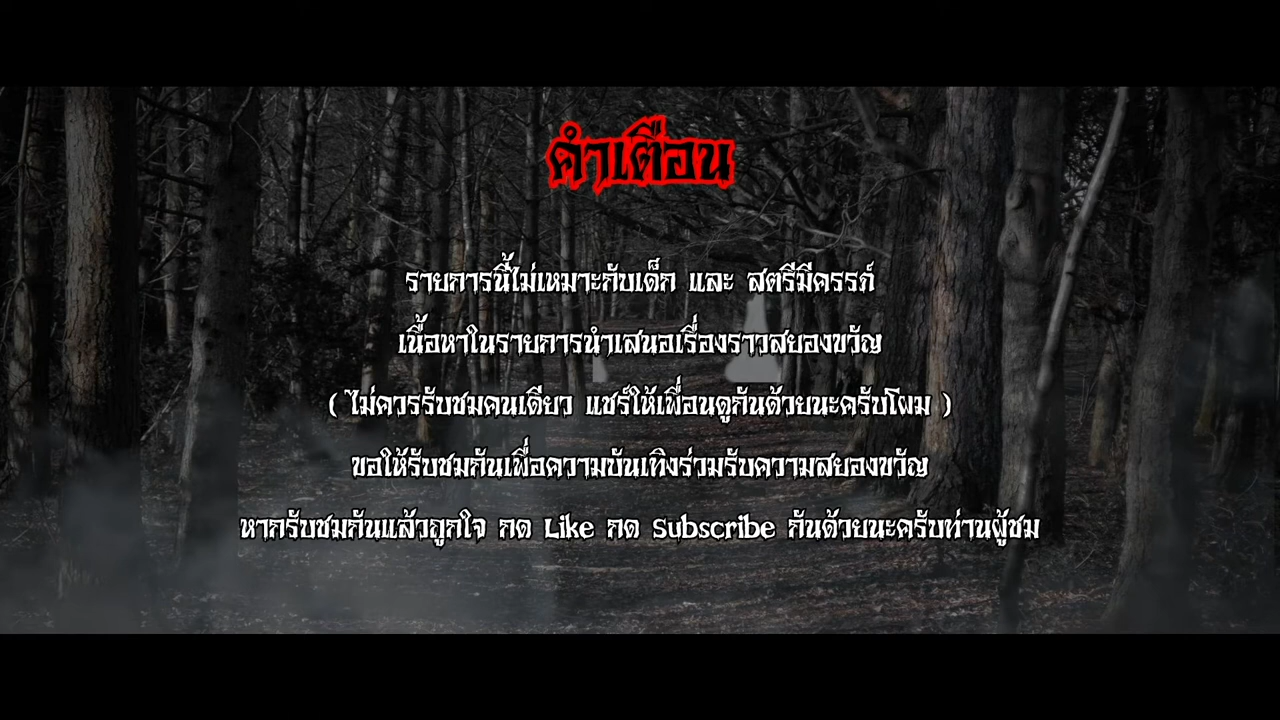 คำเตือน
รายการนี้ไม่เหมาะกับเด็ก และ สตรีมีครรภ์
เนื้อหาในรายการนำเสนอเรื่องราวสยองขวัญ
( ไม่ควรรับชมคนเดียว แชร์ให้เพื่อนดูกันด้วยนะครับโผม )
ขอให้รับชมกันเพื่อความบันเทิงร่วมรับความสยองขวัญ
หากรับชมกันแล้วถูกใจ กด Like กด Subscribe กันด้วยนะครับท่านผู้ชม